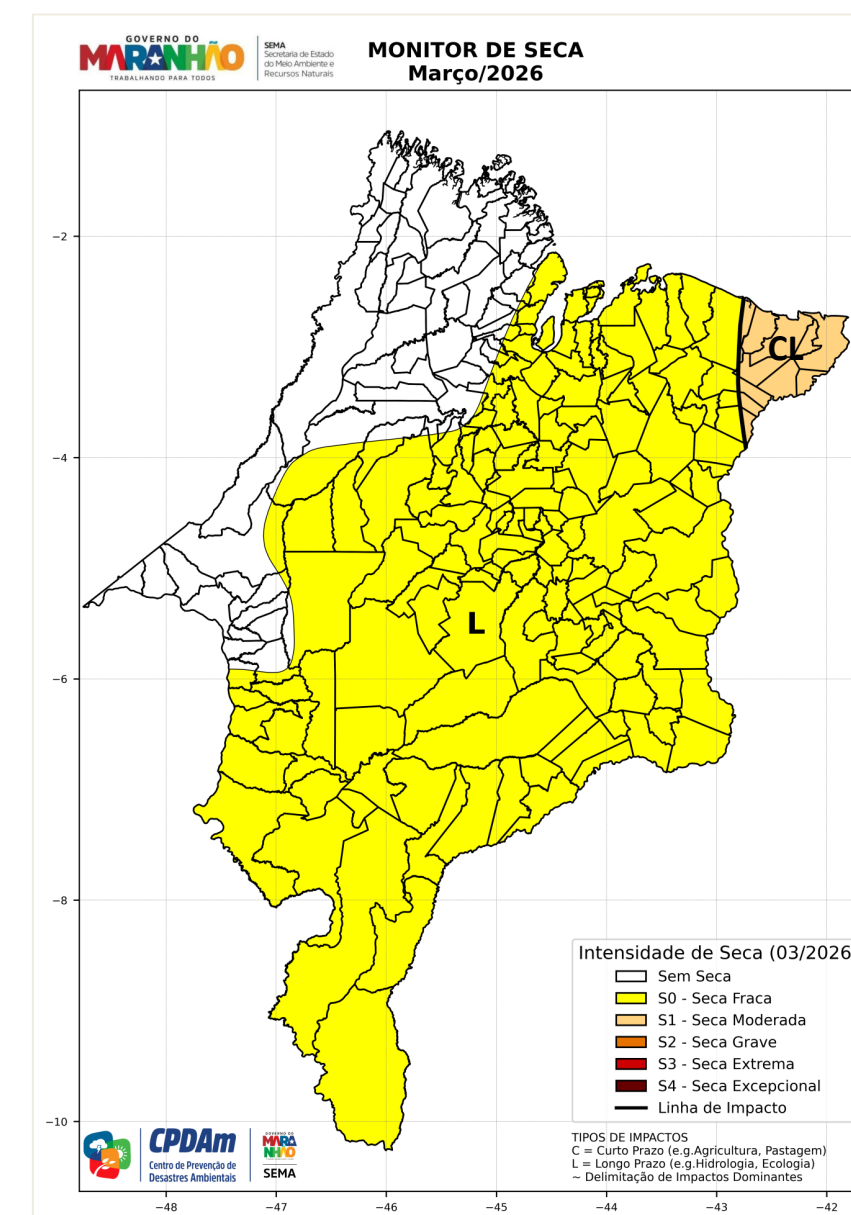 GOVERNO DO
MARANHÃO
TRABALHANDO PARA TODOS
SEMA
Secretaria de Estado
do Meio Ambiente e
Recursos Naturais
MONITOR DE SECA
Março/2026
−2
−4
−6
−8
−10
CL
L
Intensidade de Seca (03/2026
Sem Seca
S0 - Seca Fraca
S1 - Seca Moderada
S2 - Seca Grave
S3 - Seca Extrema
S4 - Seca Excepcional
Linha de Impacto
TIPOS DE IMPACTOS
C = Curto Prazo (e.g.Agricultura, Pastagem)
L = Longo Prazo (e.g.Hidrologia, Ecologia)
~ Delimitação de Impactos Dominantes
CPDAm
Centro de Prevenção de
Desastres Ambientais
GOVERNO DO
MARANHÃO
SEMA
−48 −47 −46 −45 −44 −43 −42